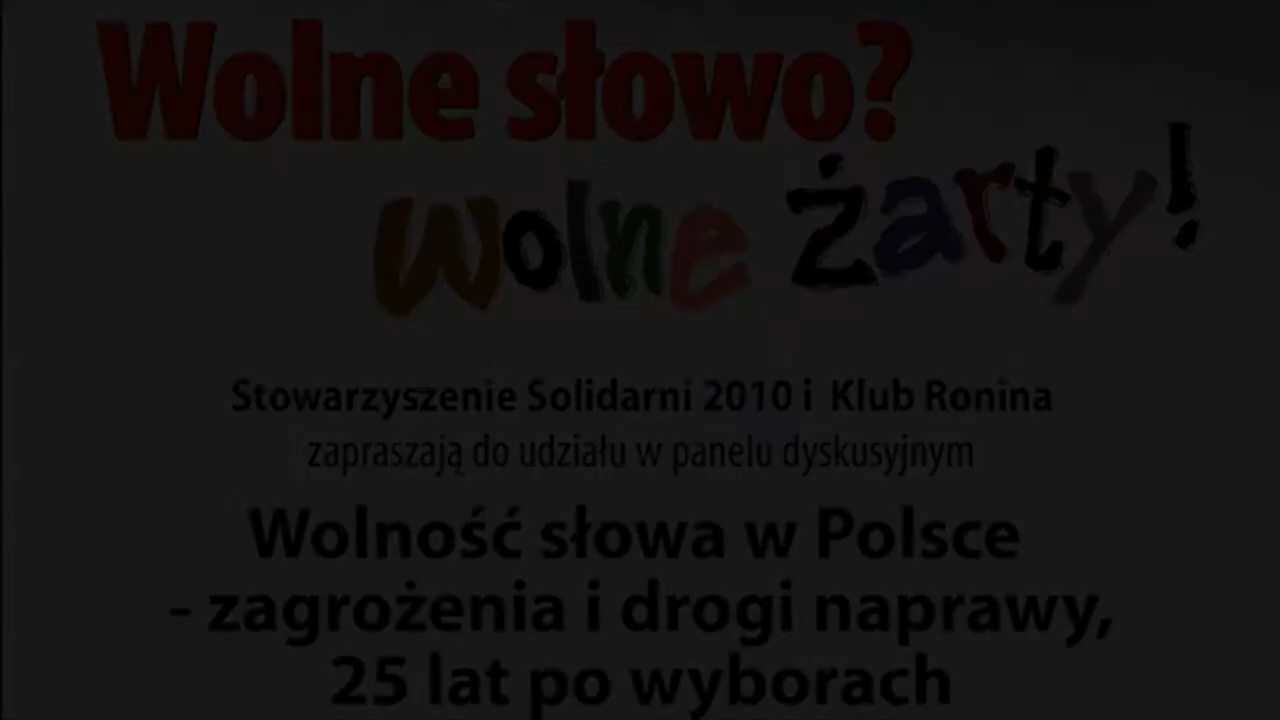 Wolne słowo?
wolne żarty!
Stowarzyszenie Solidarni 2010 i Klub Ronina
zapraszają do udziału w panelu dyskusyjnym
Wolność słowa w Polsce
- zagrożenia i drogi naprawy,
25 lat po wyborach